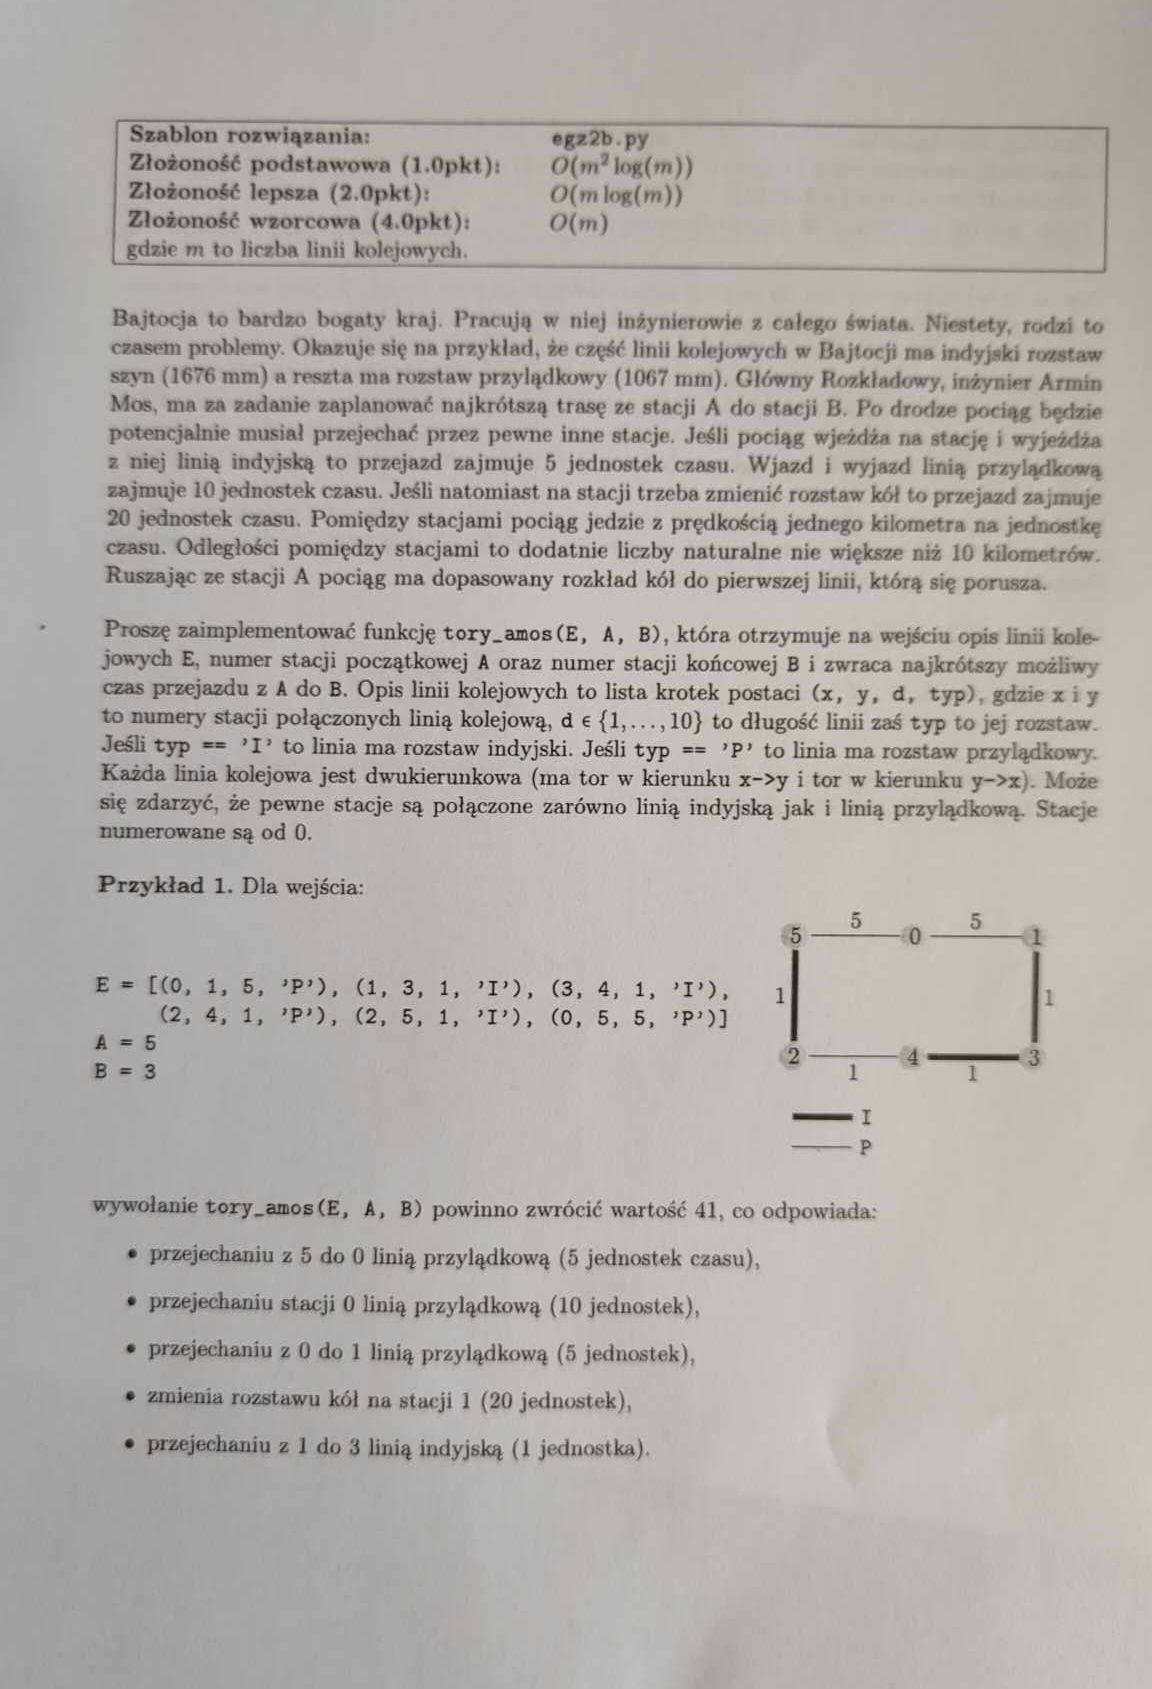 Szablon rozwiązania: egz2b.py
Złożoność podstawowa (1.0pkt): O(m² log(m))
Złożoność lepsza (2.0pkt): O(m log(m))
Złożoność wzorcowa (4.0pkt): O(m)
gdzie m to liczba linii kolejowych.
Bajtocja to bardzo bogaty kraj. Pracują w niej inżynierowie z całego świata. Niestety, rodzi to
czasem problemy. Okazuje się na przykład, że część linii kolejowych w Bajtocji ma indyjski rozstaw
szyn (1676 mm) a reszta ma rozstaw przylądkowy (1067 mm). Główny Rozkładowy, inżynier Armin
Mos, ma za zadanie zaplanować najkrótszą trasę ze stacji A do stacji B. Po drodze pociąg będzie
potencjalnie musiał przejechać przez pewne inne stacje. Jeśli pociąg wjeżdża na stację i wyjeżdża
z niej linią indyjską to przejazd zajmuje 5 jednostek czasu. Wjazd i wyjazd linią przylądkową
zajmuje 10 jednostek czasu. Jeśli natomiast na stacji trzeba zmienić rozstaw kół to przejazd zajmuje
20 jednostek czasu. Pomiędzy stacjami pociąg jedzie z prędkością jednego kilometra na jednostkę
czasu. Odległości pomiędzy stacjami to dodatnie liczby naturalne nie większe niż 10 kilometrów.
Ruszając ze stacji A pociąg ma dopasowany rozkład kół do pierwszej linii, którą się porusza.
Proszę zaimplementować funkcję tory_amos(E, A, B), która otrzymuje na wejściu opis linii kole-
jowych E, numer stacji początkowej A oraz numer stacji końcowej B i zwraca najkrótszy możliwy
czas przejazdu z A do B. Opis linii kolejowych to lista krotek postaci (x, y, d, typ), gdzie x i y
to numery stacji połączonych linią kolejową, d ∈ {1,...,10} to długość linii zaś typ to jej rozstaw.
Jeśli typ == 'I' to linia ma rozstaw indyjski. Jeśli typ == 'P' to linia ma rozstaw przylądkowy.
Każda linia kolejowa jest dwukierunkowa (ma tor w kierunku x->y i tor w kierunku y->x). Może
się zdarzyć, że pewne stacje są połączone zarówno linią indyjską jak i linią przylądkową. Stacje
numerowane są od 0.
Przykład 1. Dla wejścia:
E = [(0, 1, 5, 'P'), (1, 3, 1, 'I'), (3, 4, 1, 'I'),
(2, 4, 1, 'P'), (2, 5, 1, 'I'), (0, 5, 5, 'P')]
A = 5
B = 3
5 5
5 0 1
1 1
2 4 3
1 1
I
P
wywołanie tory_amos(E, A, B) powinno zwrócić wartość 41, co odpowiada:
• przejechaniu z 5 do 0 linią przylądkową (5 jednostek czasu),
• przejechaniu stacji 0 linią przylądkową (10 jednostek),
• przejechaniu z 0 do 1 linią przylądkową (5 jednostek),
• zmienia rozstawu kół na stacji 1 (20 jednostek),
• przejechaniu z 1 do 3 linią indyjską (1 jednostka).